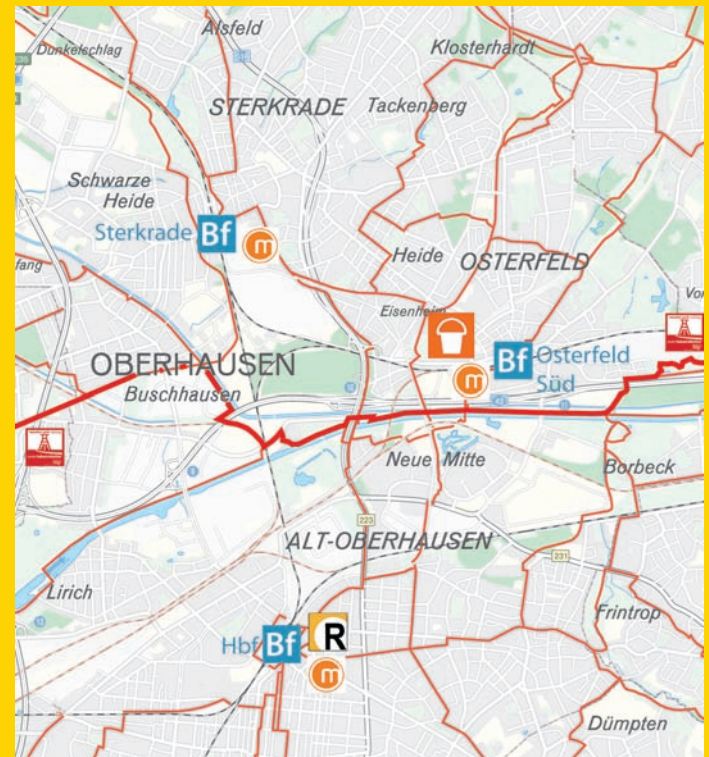 Alsfeld
Dunkelschlag
Klosterhardt
STERKRADE
Tackenberg
Schwarze
Heide
Sterkrade Bf
m
fang
Heide
OSTERFELD
Eisenheim
Bf Osterfeld
Süd
m
OBERHAUSEN
Buschhausen
Neue Mitte
Borbeck
223
ALT-OBERHAUSEN
231
Lirich
Frintrop
Hbf Bf
R
m
Dümpten